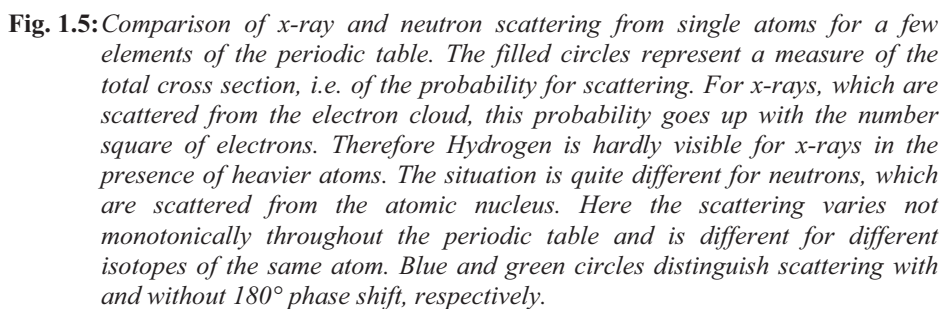 Fig. 1.5: Comparison of x-ray and neutron scattering from single atoms for a few
elements of the periodic table. The filled circles represent a measure of the
total cross section, i.e. of the probability for scattering. For x-rays, which are
scattered from the electron cloud, this probability goes up with the number
square of electrons. Therefore Hydrogen is hardly visible for x-rays in the
presence of heavier atoms. The situation is quite different for neutrons, which
are scattered from the atomic nucleus. Here the scattering varies not
monotonically throughout the periodic table and is different for different
isotopes of the same atom. Blue and green circles distinguish scattering with
and without 180° phase shift, respectively.